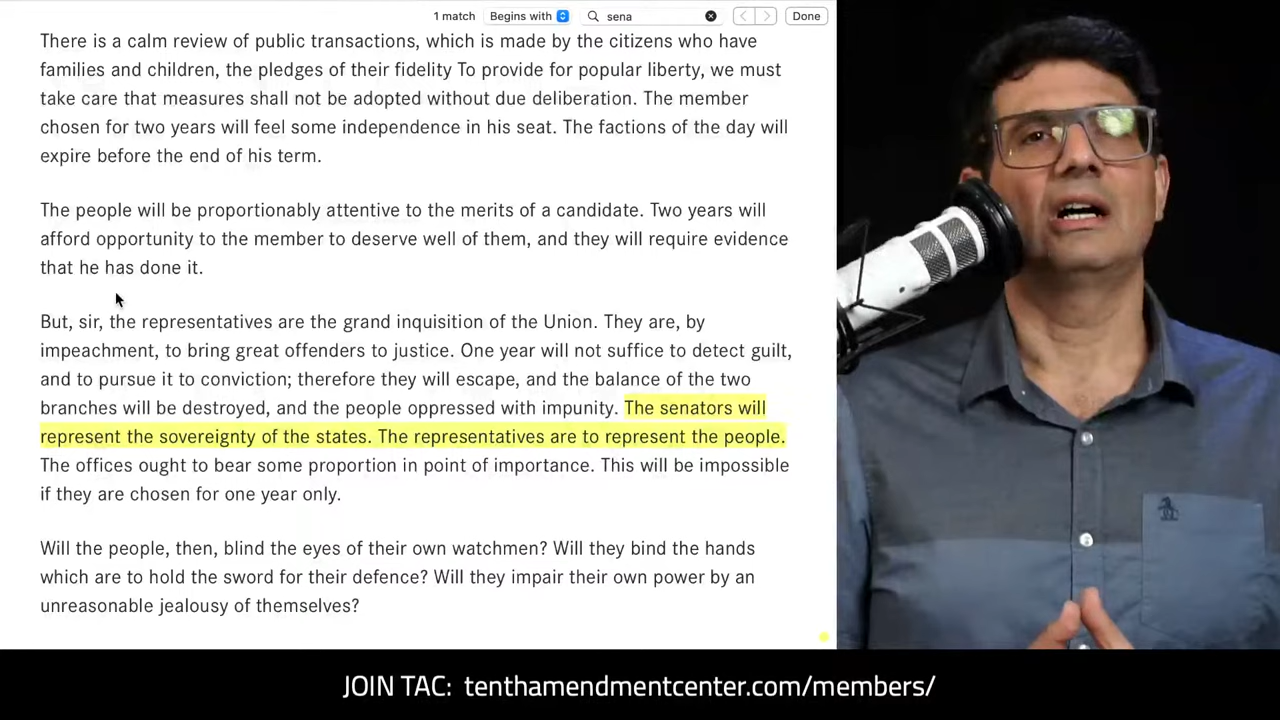 1 match Begins with sena Done
There is a calm review of public transactions, which is made by the citizens who have
families and children, the pledges of their fidelity To provide for popular liberty, we must
take care that measures shall not be adopted without due deliberation. The member
chosen for two years will feel some independence in his seat. The factions of the day will
expire before the end of his term.
The people will be proportionably attentive to the merits of a candidate. Two years will
afford opportunity to the member to deserve well of them, and they will require evidence
that he has done it.
But, sir, the representatives are the grand inquisition of the Union. They are, by
impeachment, to bring great offenders to justice. One year will not suffice to detect guilt,
and to pursue it to conviction; therefore they will escape, and the balance of the two
branches will be destroyed, and the people oppressed with impunity. The senators will
represent the sovereignty of the states. The representatives are to represent the people.
The offices ought to bear some proportion in point of importance. This will be impossible
if they are chosen for one year only.
Will the people, then, blind the eyes of their own watchmen? Will they bind the hands
which are to hold the sword for their defence? Will they impair their own power by an
unreasonable jealousy of themselves?
JOIN TAC: tenthamendmentcenter.com/members/